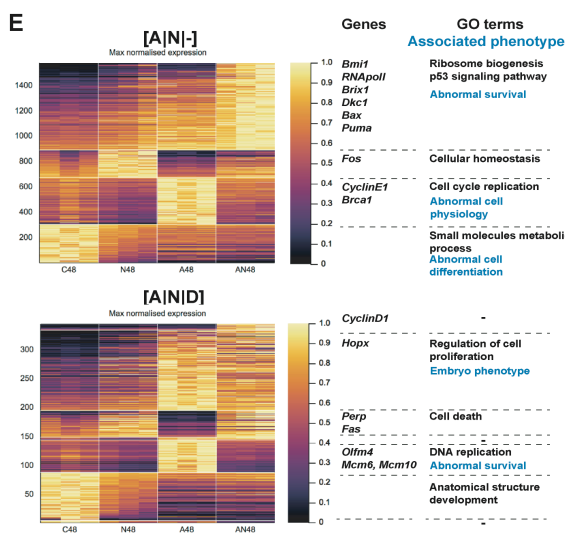 E
[A|N|-]
Max normalised expression
Genes
GO terms
Associated phenotype
1400
1200
1000
800
600
400
200
C48
N48
A48
AN48
1.0
0.9
0.8
0.7
0.6
0.5
0.4
0.3
0.2
0.1
0
Bmi1
RNApolI
Brix1
Dkc1
Bax
Puma
Ribosome biogenesis
p53 signaling pathway
Abnormal survival
Fos
Cellular homeostasis
CyclinE1
Brca1
Cell cycle replication
Abnormal cell
physiology
Small molecules metaboli
process
Abnormal cell
differentiation
[A|N|D]
Max normalised expression
300
250
200
150
100
50
C48
N48
A48
AN48
1.0
0.9
0.8
0.7
0.6
0.5
0.4
0.3
0.2
0.1
0
CyclinD1
-
Hopx
Regulation of cell
proliferation
Embryo phenotype
Perp
Fas
Cell death
-
Olfm4
Mcm6, Mcm10
DNA replication
Abnormal survival
Anatomical structure
development
-